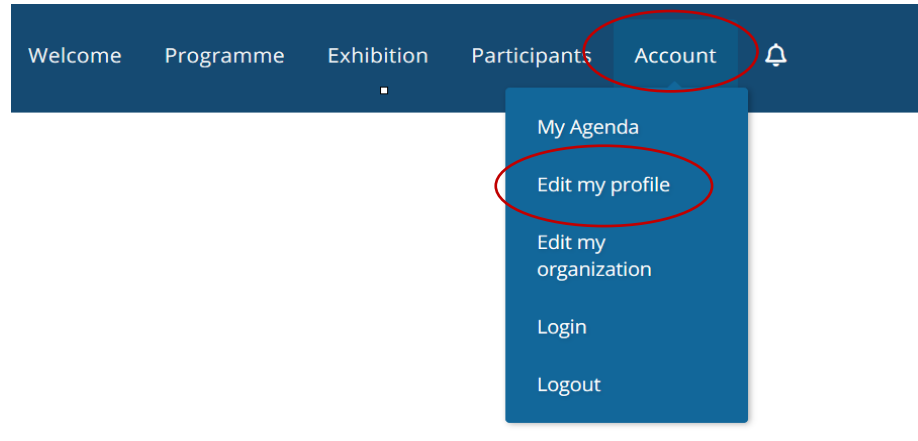 Welcome Programme Exhibition Participants Account
My Agenda
Edit my profile
Edit my
organization
Login
Logout